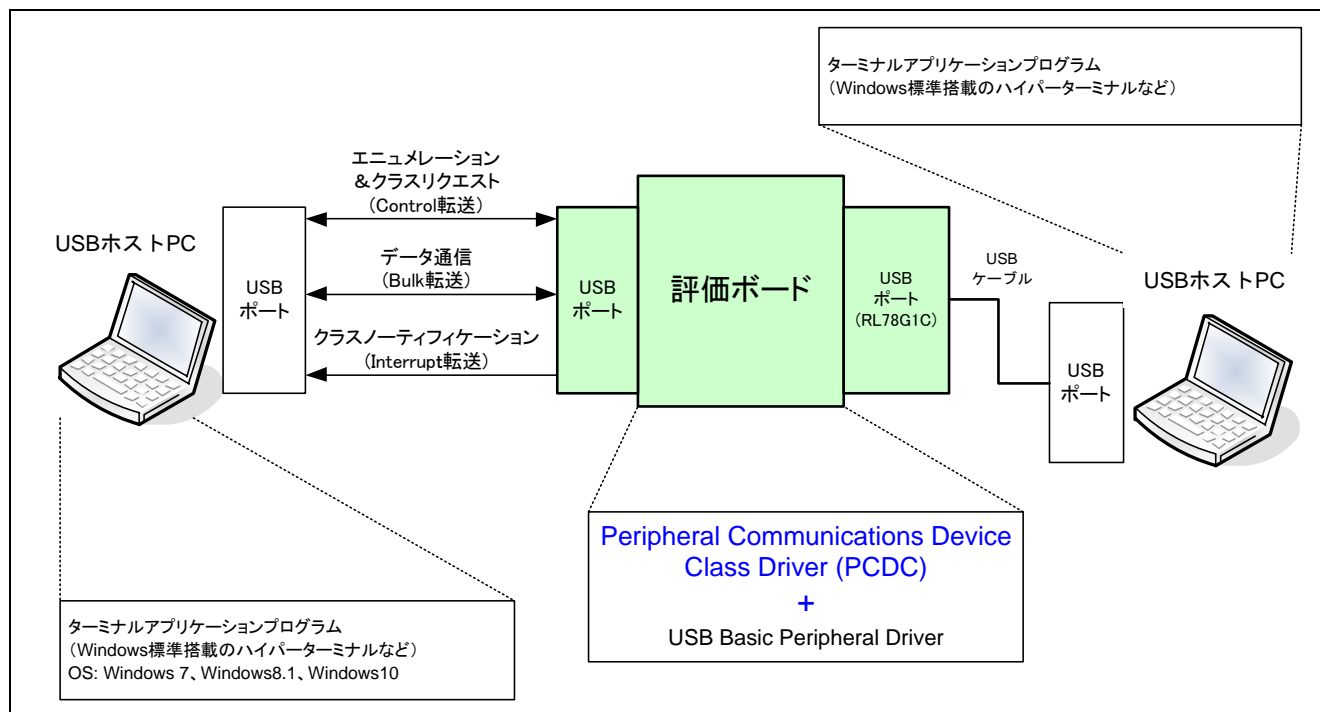 ターミナルアプリケーションプログラム
（Windows標準搭載のハイパーターミナルなど）
エニュメレーション
＆クラスリクエスト
（Control転送）
データ通信
（Bulk転送）
クラスノーティフィケーション
（Interrupt転送）
USBホストPC
USB
ポート
USB
ポート
評価ボード
USB
ポート
（RL78G1C）
USB
ケーブル
USB
ポート
USBホストPC
Peripheral Communications Device
Class Driver (PCDC)
+
USB Basic Peripheral Driver
ターミナルアプリケーションプログラム
（Windows標準搭載のハイパーターミナルなど）
OS: Windows 7、Windows8.1、Windows10